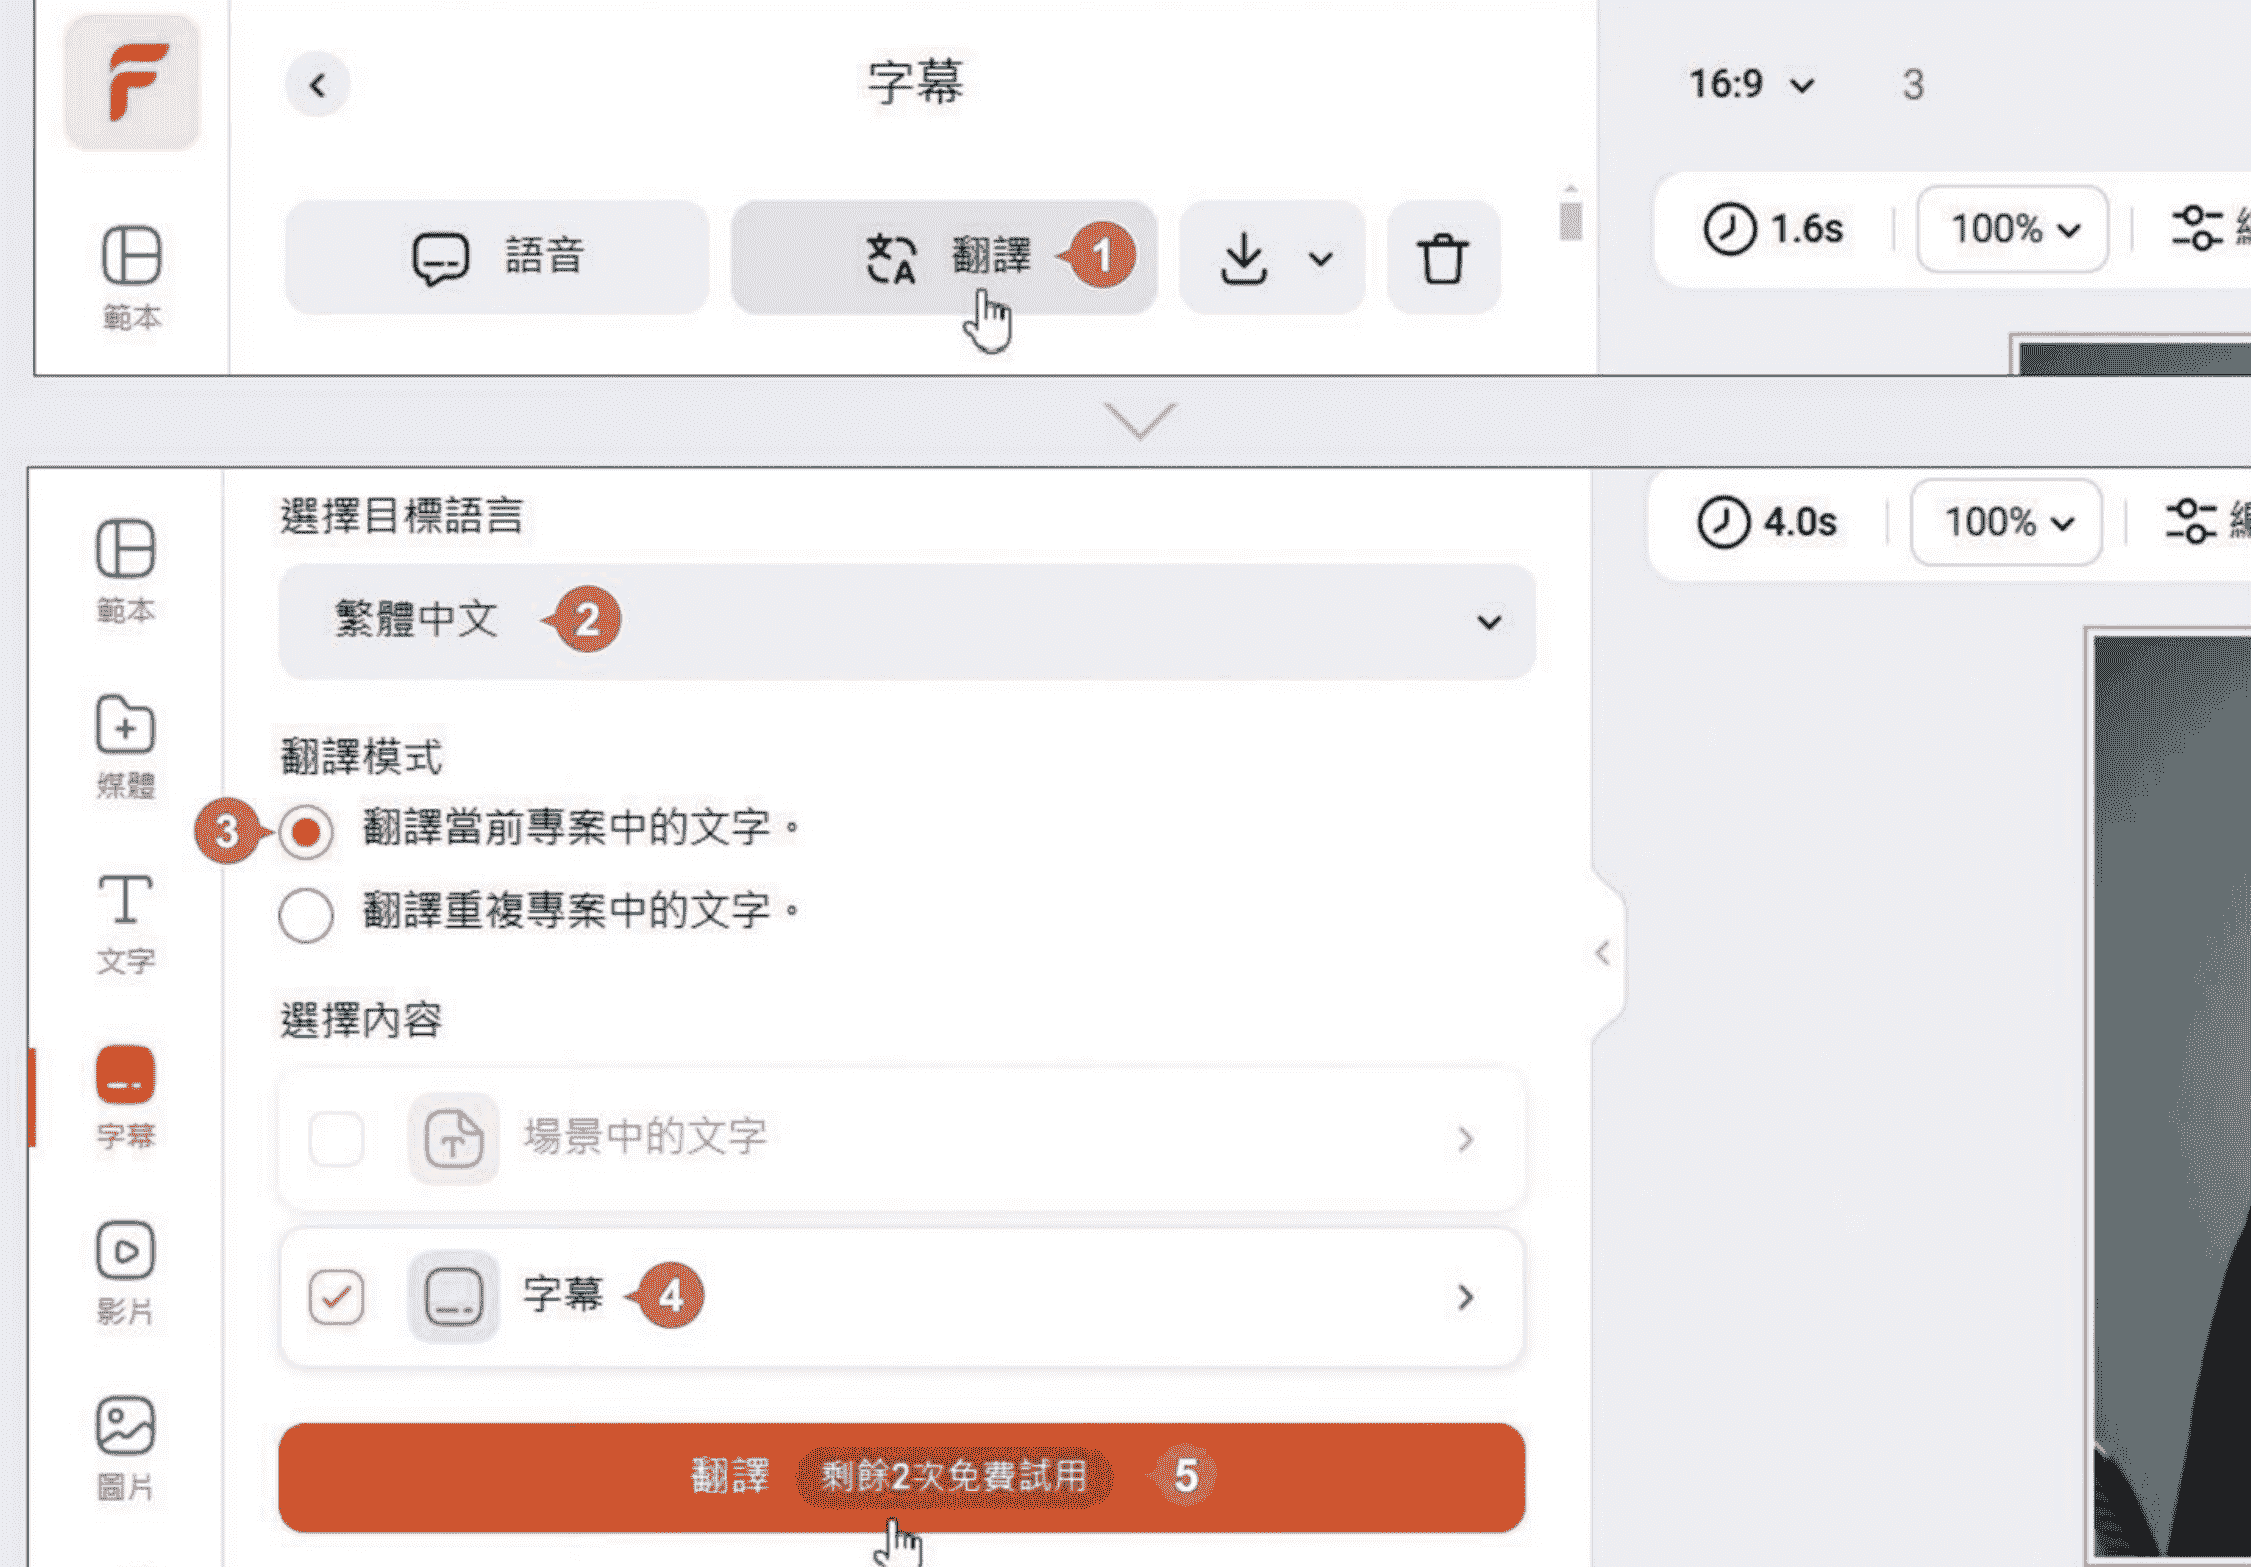 字幕
16:9
3
範本
語音
翻譯
1
1.6s
100%
選擇目標語言
4.0s
100%
範本
繁體中文
2
媒體
翻譯模式
3
翻譯當前專案中的文字。
翻譯重複專案中的文字。
文字
選擇內容
場景中的文字
字幕
字幕
4
影片
圖片
翻譯
剩餘2次免費試用
5